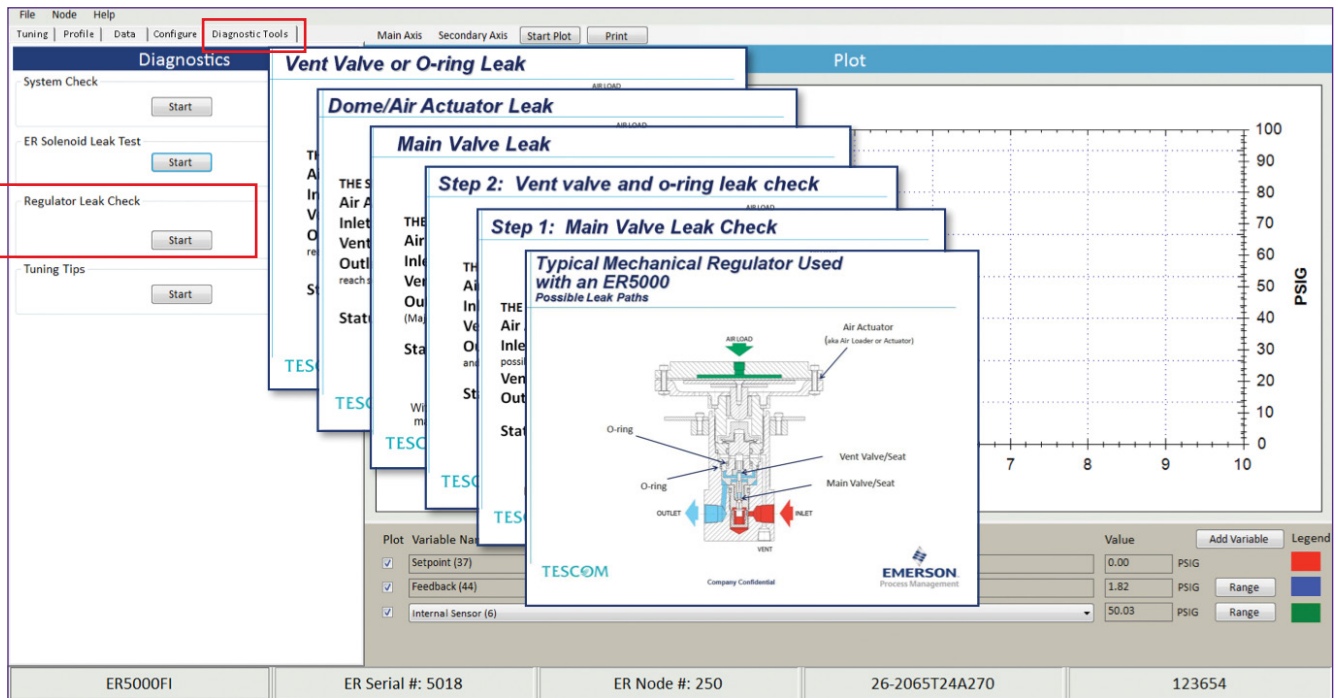 File Node Help
Tuning Profile Data Configure Diagnostic Tools
Main Axis Secondary Axis Start Plot Print
Diagnostics
Plot
System Check
Start
ER Solenoid Leak Test
Start
Regulator Leak Check
Start
Tuning Tips
Start
Vent Valve or O-ring Leak
Dome/Air Actuator Leak
Main Valve Leak
Step 2: Vent valve and o-ring leak check
Step 1: Main Valve Leak Check
Typical Mechanical Regulator Used
with an ER5000
Possible Leak Paths
AIR LOAD
Air Actuator
(aka Air Loader or Actuator)
O-ring
O-ring
Vent Valve/Seat
Main Valve/Seat
OUTLET
INLET
VENT
TESCOM
Company Confidential
EMERSON
Process Management
100
90
80
70
60
50
40
30
20
10
0
PSIG
7 8 9 10
Plot Variable Value Add Variable Legend
Setpoint (37) 0.00 PSIG
Feedback (44) 1.82 PSIG Range
Internal Sensor (6) 50.03 PSIG Range
ER5000FI ER Serial #: 5018 ER Node #: 250 26-2065T24A270 123654